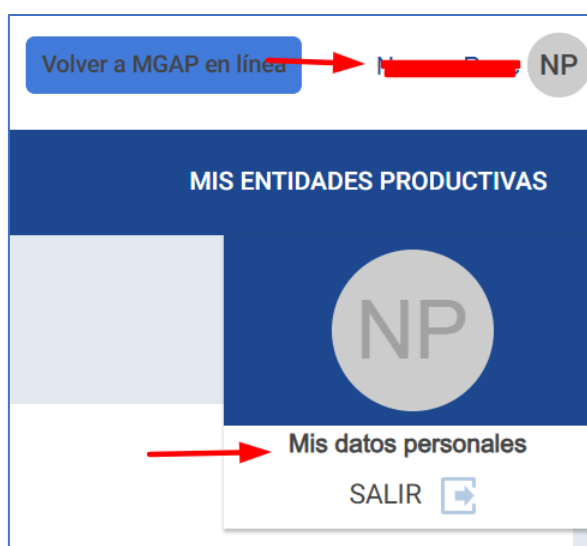 Volver a MGAP en línea NP
MIS ENTIDADES PRODUCTIVAS
NP
Mis datos personales
SALIR